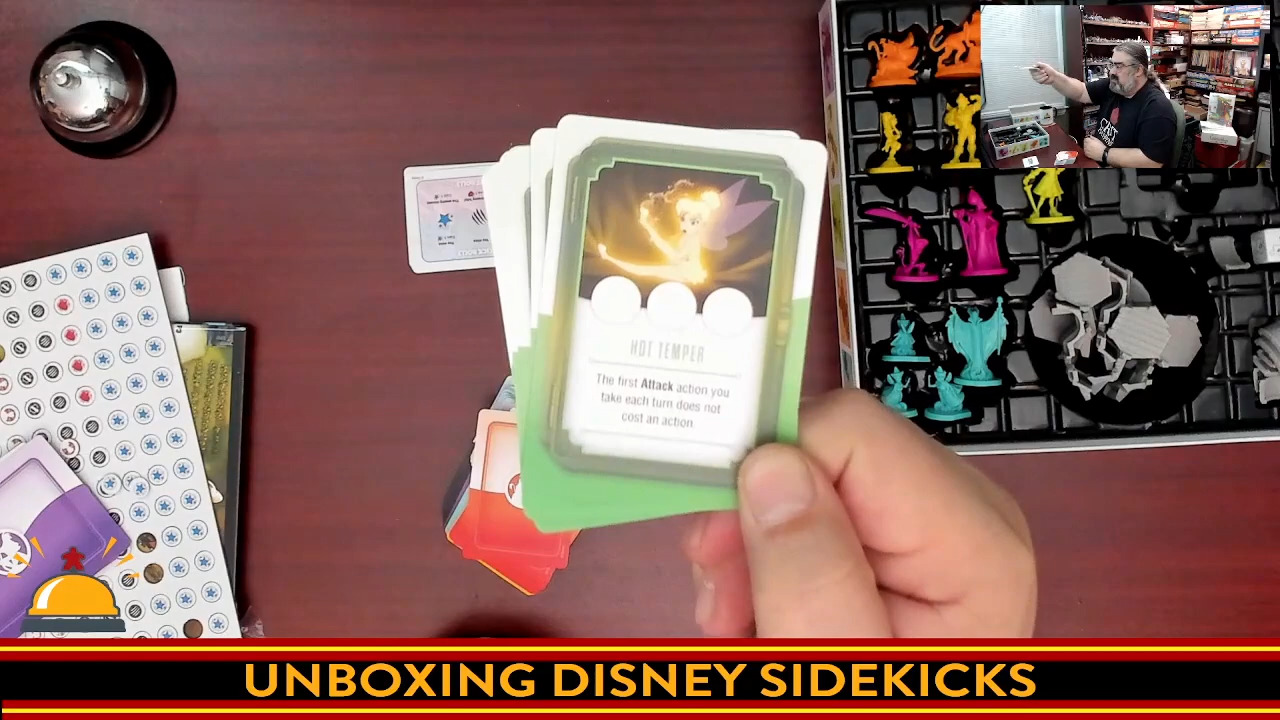 HOT TEMPER
The first Attack action you
take each turn does not
cost an action
UNBOXING DISNEY SIDEKICKS